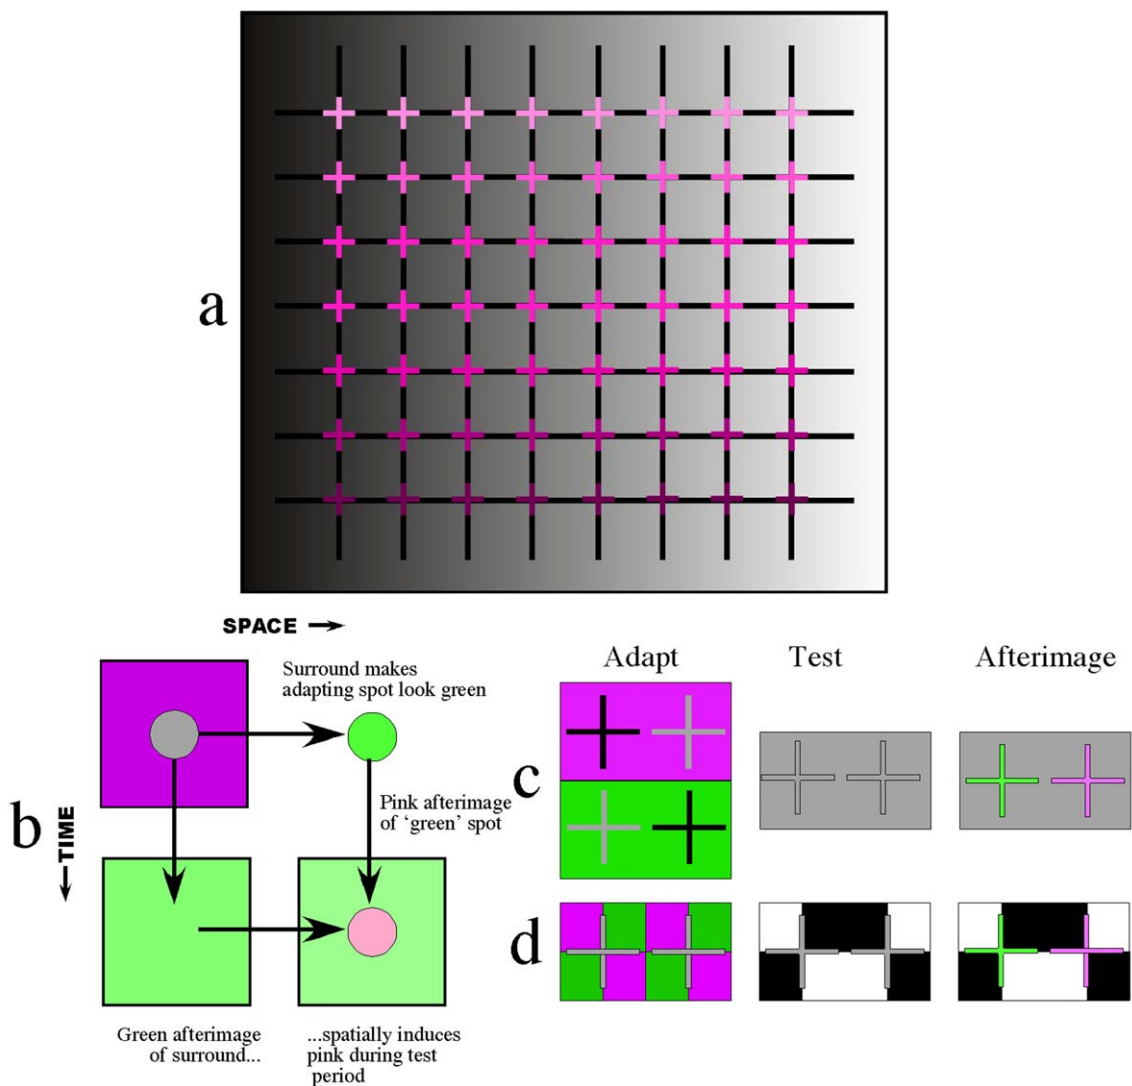 a
SPACE
Surround makes
adapting spot look green
b
TIME
Pink afterimage
of ‘green’ spot
Green afterimage
of surround...
...spatially induces
pink during test
period
Adapt
Test
Afterimage
c
d